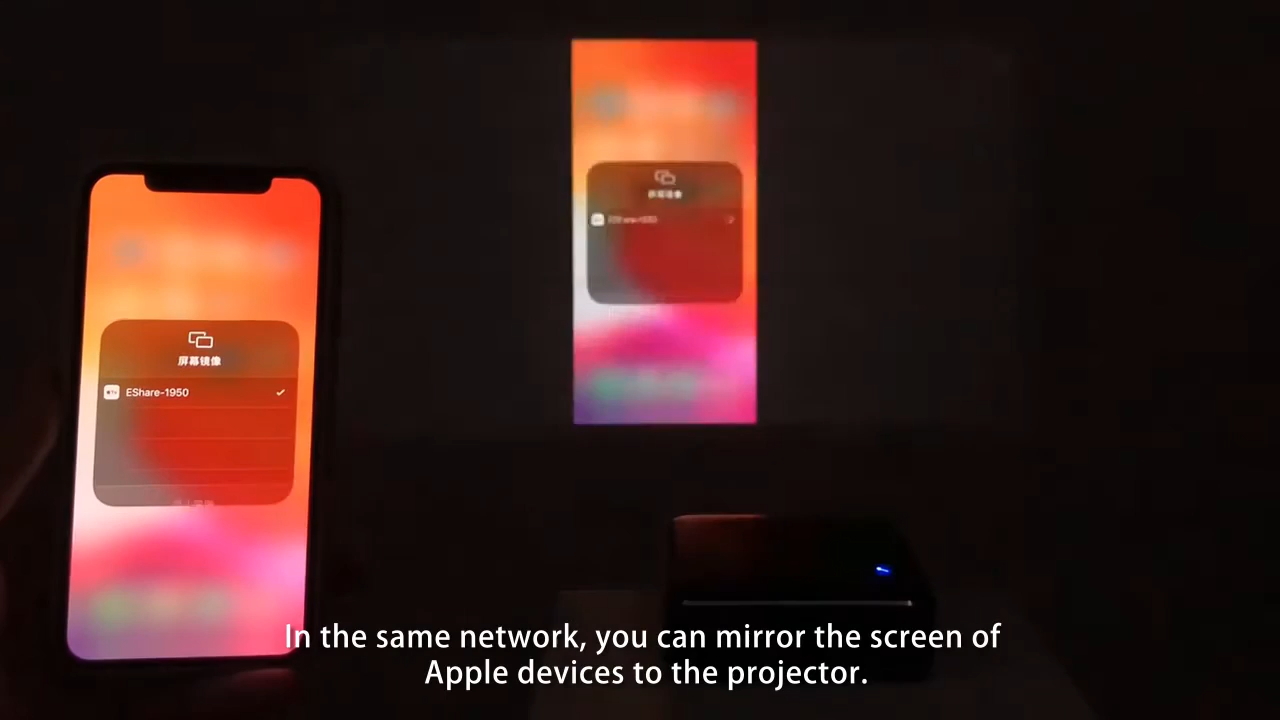 屏幕镜像
EShare-1950
In the same network, you can mirror the screen of
Apple devices to the projector.